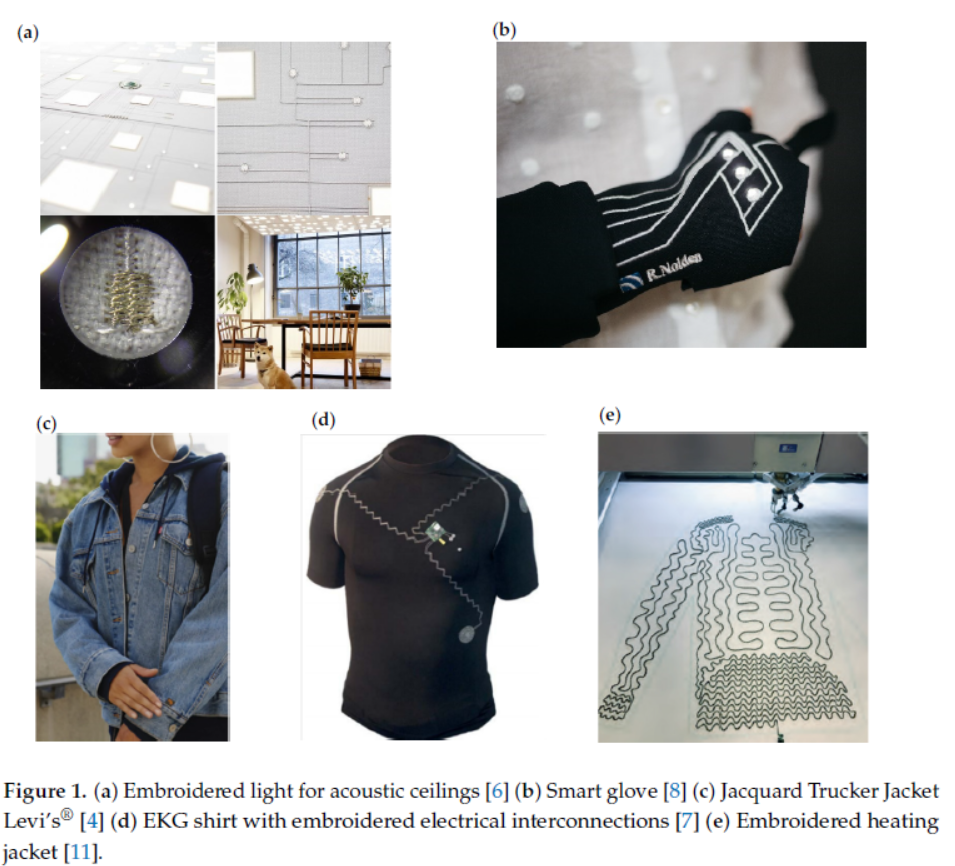 (a)
(b)
R_Nolden
(c)
(d)
(e)
Figure 1. (a) Embroidered light for acoustic ceilings [6] (b) Smart glove [8] (c) Jacquard Trucker Jacket
Levi's® [4] (d) EKG shirt with embroidered electrical interconnections [7] (e) Embroidered heating
jacket [11].